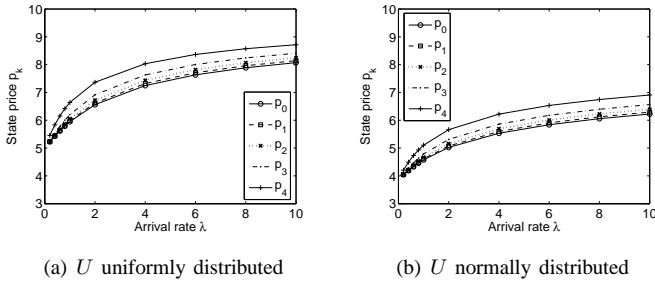 10
9
8
7
6
5
4
3
State price p_k
0
2
4
6
8
10
Arrival rate λ
p_0
p_1
p_2
p_3
p_4
(a) U uniformly distributed
10
9
8
7
6
5
4
3
State price p_k
0
2
4
6
8
10
Arrival rate λ
p_0
p_1
p_2
p_3
p_4
(b) U normally distributed